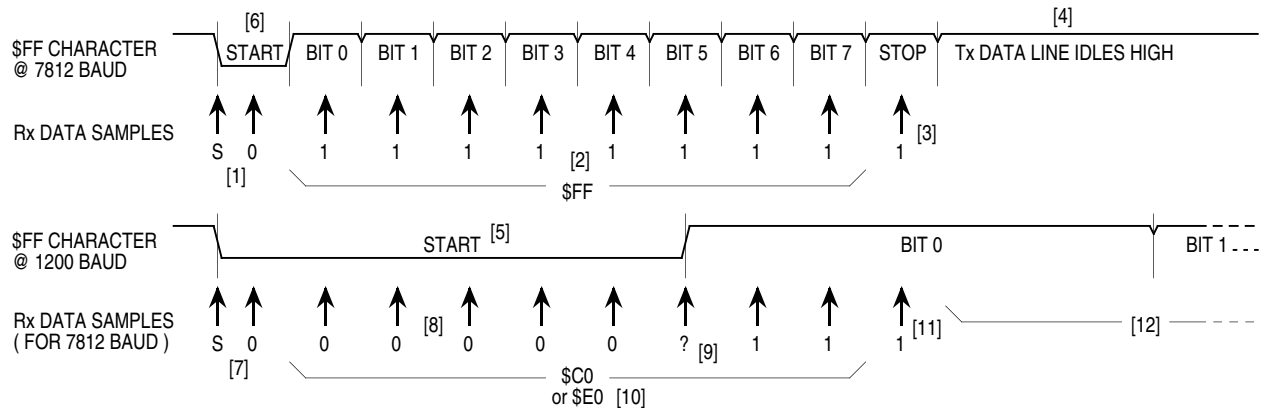 [6] [4]
$FF CHARACTER
@ 7812 BAUD
START BIT 0 BIT 1 BIT 2 BIT 3 BIT 4 BIT 5 BIT 6 BIT 7 STOP Tx DATA LINE IDLES HIGH
Rx DATA SAMPLES
S 0 1 1 1 1 1 1 1 1 1
[1] [2] [3]
$FF
$FF CHARACTER
@ 1200 BAUD
START [5] BIT 0 BIT 1
Rx DATA SAMPLES
( FOR 7812 BAUD )
S 0 0 0 0 0 0 ? 1 1 1
[7] [8] [9] [11] [12]
$C0
or $E0 [10]